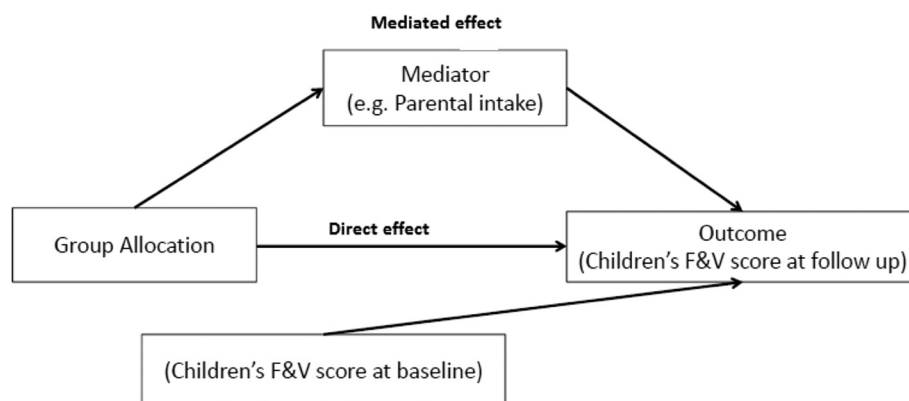 Mediated effect
Mediator
(e.g. Parental intake)
Group Allocation
Direct effect
Outcome
(Children's F&V score at follow up)
(Children's F&V score at baseline)